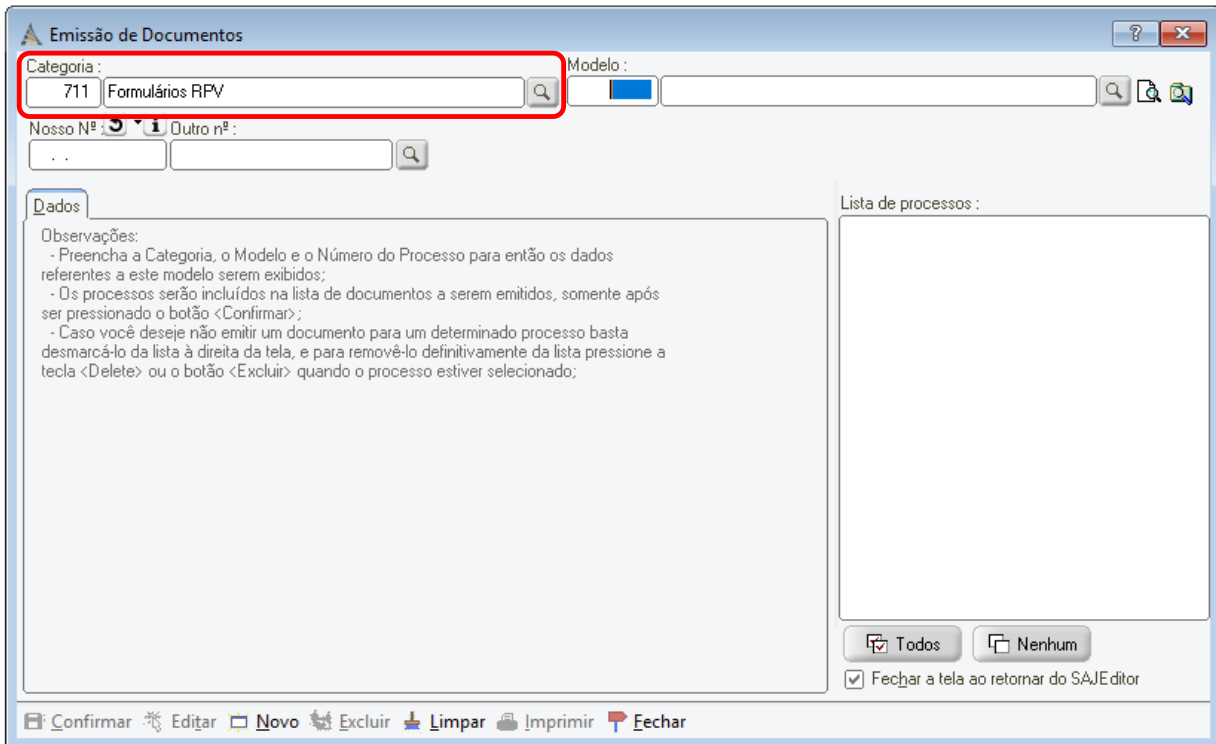 Emissão de Documentos
Categoria :
Modelo :
711 Formulários RPV
Nosso Nº :
Outro nº :
. .
Dados
Lista de processos :
Observações:
- Preencha a Categoria, o Modelo e o Número do Processo para então os dados
referentes a este modelo serem exibidos;
- Os processos serão incluídos na lista de documentos a serem emitidos, somente após
ser pressionado o botão <Confirmar>;
- Caso você deseje não emitir um documento para um determinado processo basta
desmarcá-lo da lista à direita da tela, e para removê-lo definitivamente da lista pressione a
tecla <Delete> ou o botão <Excluir> quando o processo estiver selecionado;
Todos Nenhum
Fechar a tela ao retornar do SAJEditor
Confirmar Editar Novo Excluir Limpar Imprimir Fechar